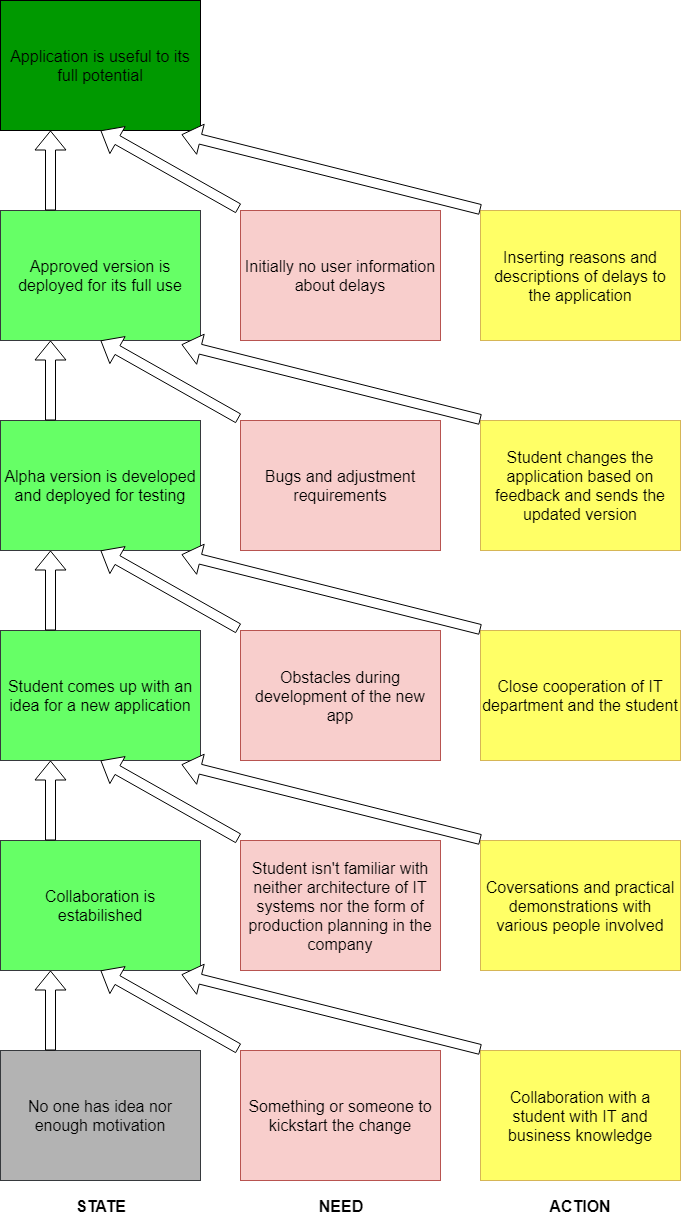 Application is useful to its
full potential
Approved version is
deployed for its full use
Initially no user information
about delays
Inserting reasons and
descriptions of delays to
the application
Alpha version is developed
and deployed for testing
Bugs and adjustment
requirements
Student changes the
application based on
feedback and sends the
updated version
Student comes up with an
idea for a new application
Obstacles during
development of the new
app
Close cooperation of IT
department and the student
Collaboration is
estabilished
Student isn't familiar with
neither architecture of IT
systems nor the form of
production planning in the
company
Coversations and practical
demonstrations with
various people involved
No one has idea nor
enough motivation
Something or someone to
kickstart the change
Collaboration with a
student with IT and
business knowledge
STATE
NEED
ACTION